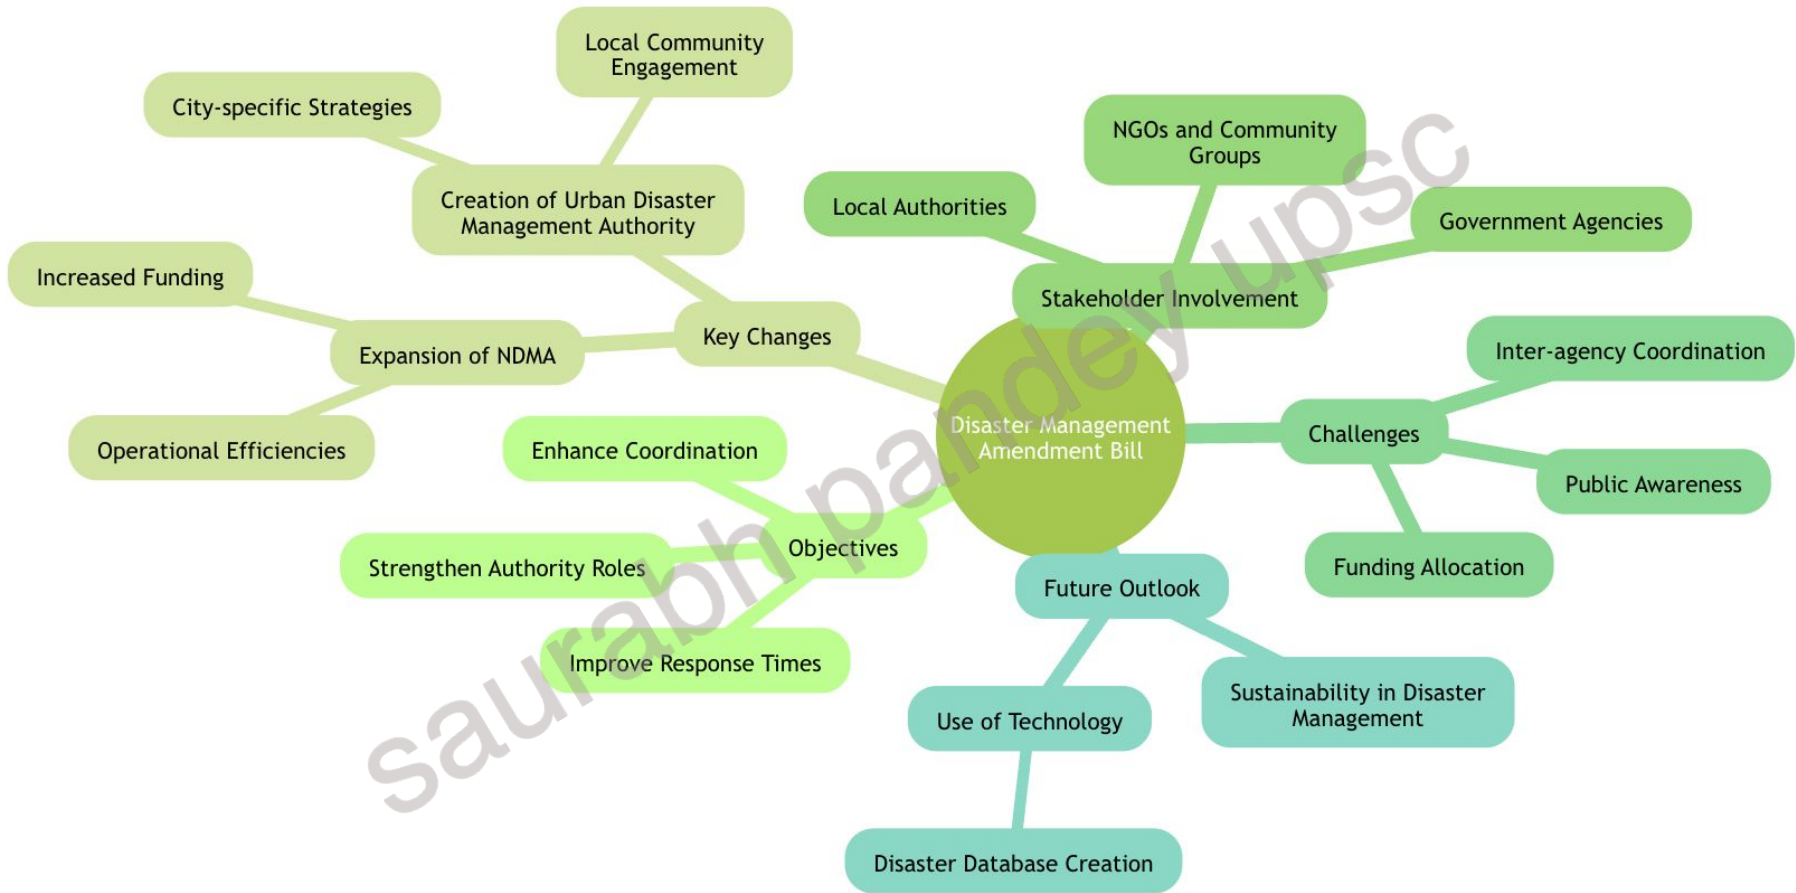 Local Community
Engagement
City-specific Strategies
Creation of Urban Disaster
Management Authority
Increased Funding
Expansion of NDMA
Operational Efficiencies
Key Changes
NGOs and Community
Groups
Local Authorities
Government Agencies
Stakeholder Involvement
Disaster Management
Amendment Bill
Inter-agency Coordination
Challenges
Public Awareness
Funding Allocation
Enhance Coordination
Strengthen Authority Roles
Objectives
Improve Response Times
Future Outlook
Use of Technology
Sustainability in Disaster
Management
Disaster Database Creation
saurabh pandey upsc